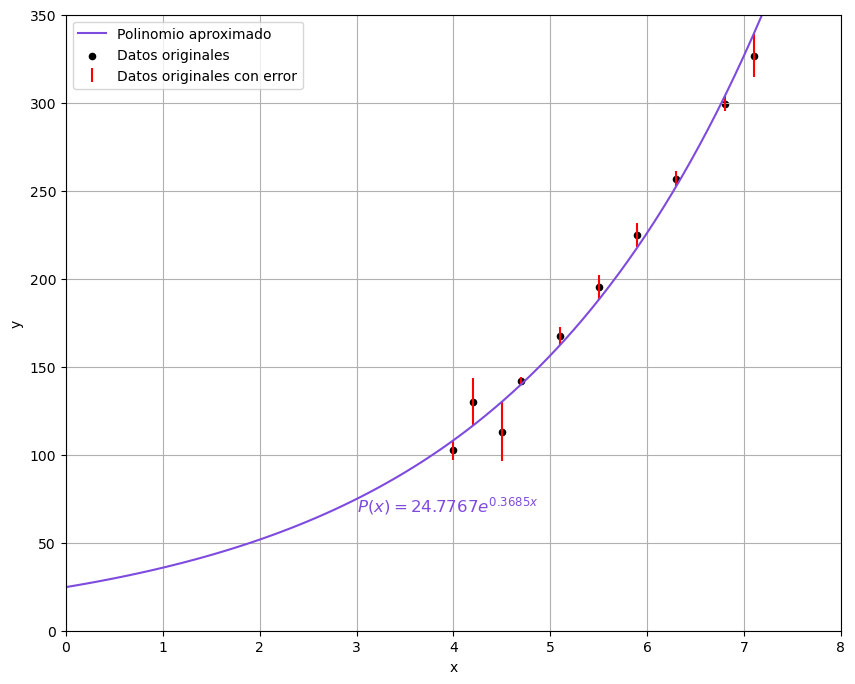 Polinomio aproximado
Datos originales
Datos originales con error
350
300
250
200
150
100
50
0
y
P(x) = 24.7767e^{0.3685x}
0 1 2 3 4 5 6 7 8
x